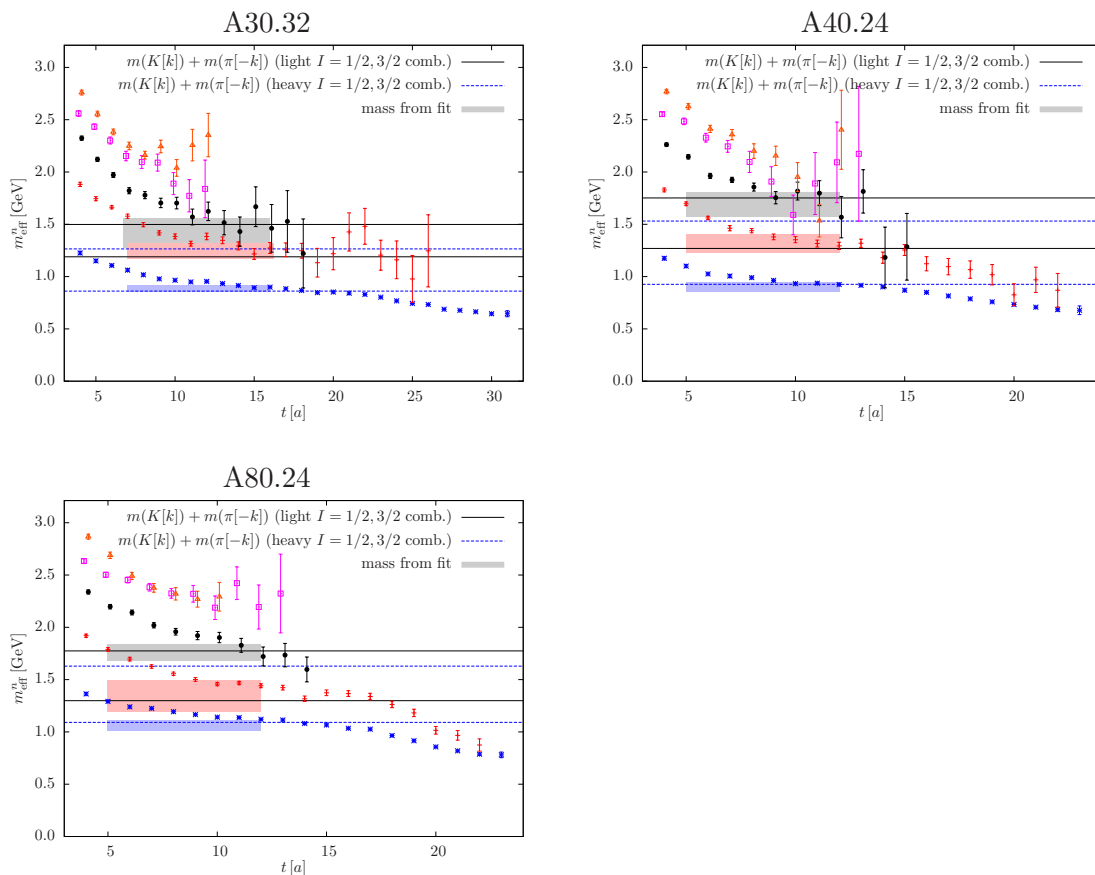 A30.32
m(K[k]) + m(π[−k]) (light I = 1/2, 3/2 comb.)
m(K[k]) + m(π[−k]) (heavy I = 1/2, 3/2 comb.)
mass from fit
m_eff^n [GeV]
3.0
2.5
2.0
1.5
1.0
0.5
0.0
5 10 15 20 25 30
t [a]
A40.24
m(K[k]) + m(π[−k]) (light I = 1/2, 3/2 comb.)
m(K[k]) + m(π[−k]) (heavy I = 1/2, 3/2 comb.)
mass from fit
m_eff^n [GeV]
3.0
2.5
2.0
1.5
1.0
0.5
0.0
5 10 15 20
t [a]
A80.24
m(K[k]) + m(π[−k]) (light I = 1/2, 3/2 comb.)
m(K[k]) + m(π[−k]) (heavy I = 1/2, 3/2 comb.)
mass from fit
m_eff^n [GeV]
3.0
2.5
2.0
1.5
1.0
0.5
0.0
5 10 15 20
t [a]